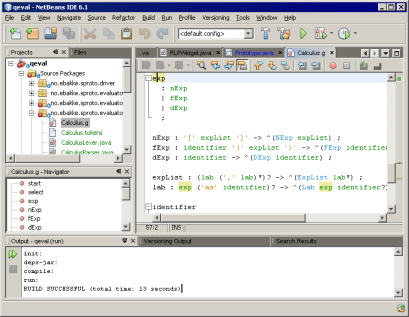 qeval - NetBeans IDE 6.1
File Edit View Navigate Source Refactor Build Run Profile Versioning Tools Window Help
<default config>
Projects Files
...va RLPWidget.java Prototype.java Calculus.g
qeval
Source Packages
no.ebakke.sproto.driver
no.ebakke.sproto.evaluato
no.ebakke.sproto.evaluato
no.ebakke.sproto.evaluato
Calculus.g
Calculus.tokens
CalculusLexer.java
CalculusParser.java
exp
: nExp
| fExp
| dExp
;
nExp : '[' expList ']' -> ^(NExp expList) ;
fExp : identifier '(' expList ')' -> ^(FExp identifie
dExp : identifier -> ^(DExp identifier) ;
expList : (lab (',' lab)*)? -> ^(ExpList lab*) ;
lab : exp ('as' identifier)? -> ^(Lab exp identifier?)
identifier
57:2 INS
Calculus.g - Navigator
start
select
exp
nExp
fExp
dExp
Output - qeval (run) Versioning Output Search Results
init:
deps-jar:
compile:
run:
BUILD SUCCESSFUL (total time: 13 seconds)